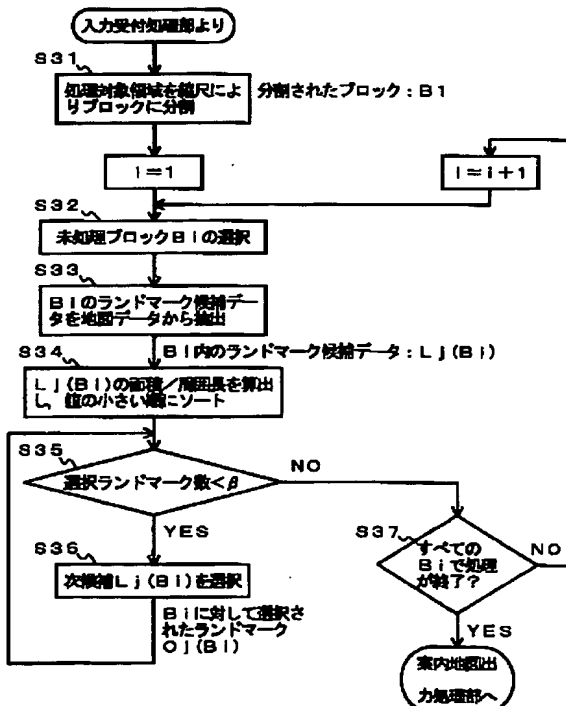 入力受付処理部より
S31
処理対象領域を縮尺によ
りブロックに分割
分割されたブロック：Bi
i＝1
i＝i＋1
S32
未処理ブロックBiの選択
S33
Biのランドマーク候補デー
タを地図データから抽出
Bi内のランドマーク候補データ：Lj(Bi)
S34
Lj(Bi)の面積／周囲長を算出
し、値の小さい順にソート
S35
選択ランドマーク数＜β
NO
YES
S36
次候補Lj(Bi)を選択
Biに対して選択さ
れたランドマーク
Oj(Bi)
S37
すべての
Biで処理
が終了？
NO
YES
案内地図出
力処理部へ